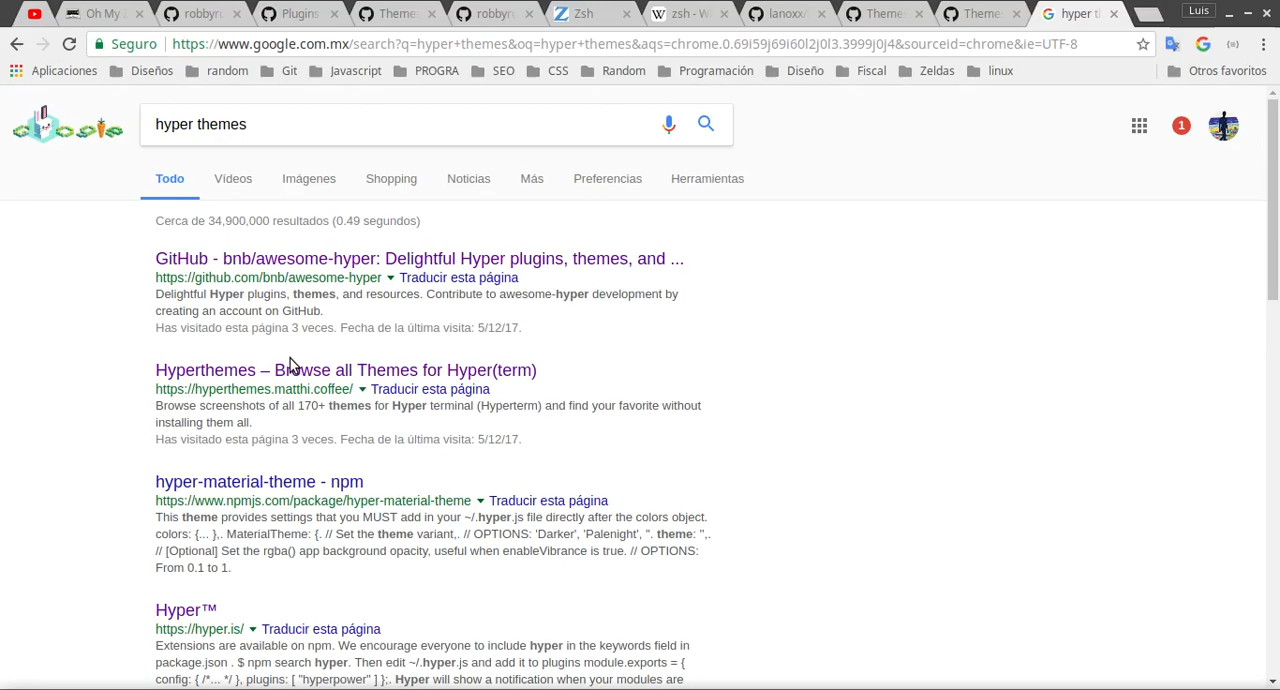 Oh My Z
robbyru
Plugins
Theme
robbyru
Zsh
zsh - Wi
lanoxx/
Theme
Theme
hyper t
Luis
Seguro https://www.google.com.mx/search?q=hyper+themes&oq=hyper+themes&aqs=chrome.0.69i59j69i60l2j0l3.3999j0j4&sourceid=chrome&ie=UTF-8
Aplicaciones Diseños random Git Javascript PROGRA SEO CSS Random Programación Diseño Fiscal Zeldas linux Otros favoritos
hyper themes
1
Todo Vídeos Imágenes Shopping Noticias Más Preferencias Herramientas
Cerca de 34,900,000 resultados (0.49 segundos)
GitHub - bnb/awesome-hyper: Delightful Hyper plugins, themes, and ...
https://github.com/bnb/awesome-hyper Traducir esta página
Delightful Hyper plugins, themes, and resources. Contribute to awesome-hyper development by
creating an account on GitHub.
Has visitado esta página 3 veces. Fecha de la última visita: 5/12/17.
Hyperthemes – Browse all Themes for Hyper(term)
https://hyperthemes.matthi.coffee/ Traducir esta página
Browse screenshots of all 170+ themes for Hyper terminal (Hyperterm) and find your favorite without
installing them all.
Has visitado esta página 3 veces. Fecha de la última visita: 5/12/17.
hyper-material-theme - npm
https://www.npmjs.com/package/hyper-material-theme Traducir esta página
This theme provides settings that you MUST add in your ~/.hyper.js file directly after the colors object.
colors: {... },. MaterialTheme: {. // Set the theme variant,. // OPTIONS: 'Darker', 'Palenight', ''. theme: '',.
// [Optional] Set the rgba() app background opacity, useful when enableVibrance is true. // OPTIONS:
From 0.1 to 1.
Hyper™
https://hyper.is/ Traducir esta página
Extensions are available on npm. We encourage everyone to include hyper in the keywords field in
package.json . $ npm search hyper. Then edit ~/.hyper.js and add it to plugins module.exports = {
config: { /*... */ }, plugins: [ "hyperpower" ] };. Hyper will show a notification when your modules are